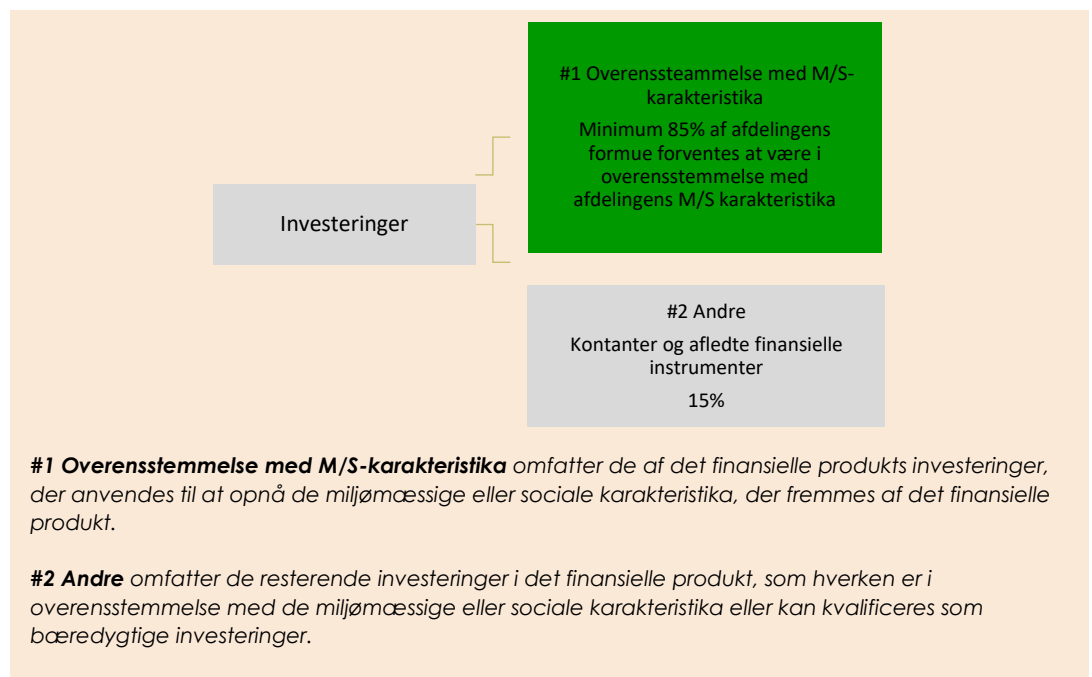 #1 Overenssteammelse med M/S-
karakteristika
Minimum 85% af afdelingens
formue forventes at være i
overensstemmelse med
afdelingens M/S karakteristika
Investeringer
#2 Andre
Kontanter og afledte finansielle
instrumenter
15%
#1 Overensstemmelse med M/S-karakteristika omfatter de af det finansielle produkts investeringer,
der anvendes til at opnå de miljømæssige eller sociale karakteristika, der fremmes af det finansielle
produkt.
#2 Andre omfatter de resterende investeringer i det finansielle produkt, som hverken er i
overensstemmelse med de miljømæssige eller sociale karakteristika eller kan kvalificeres som
bæredygtige investeringer.